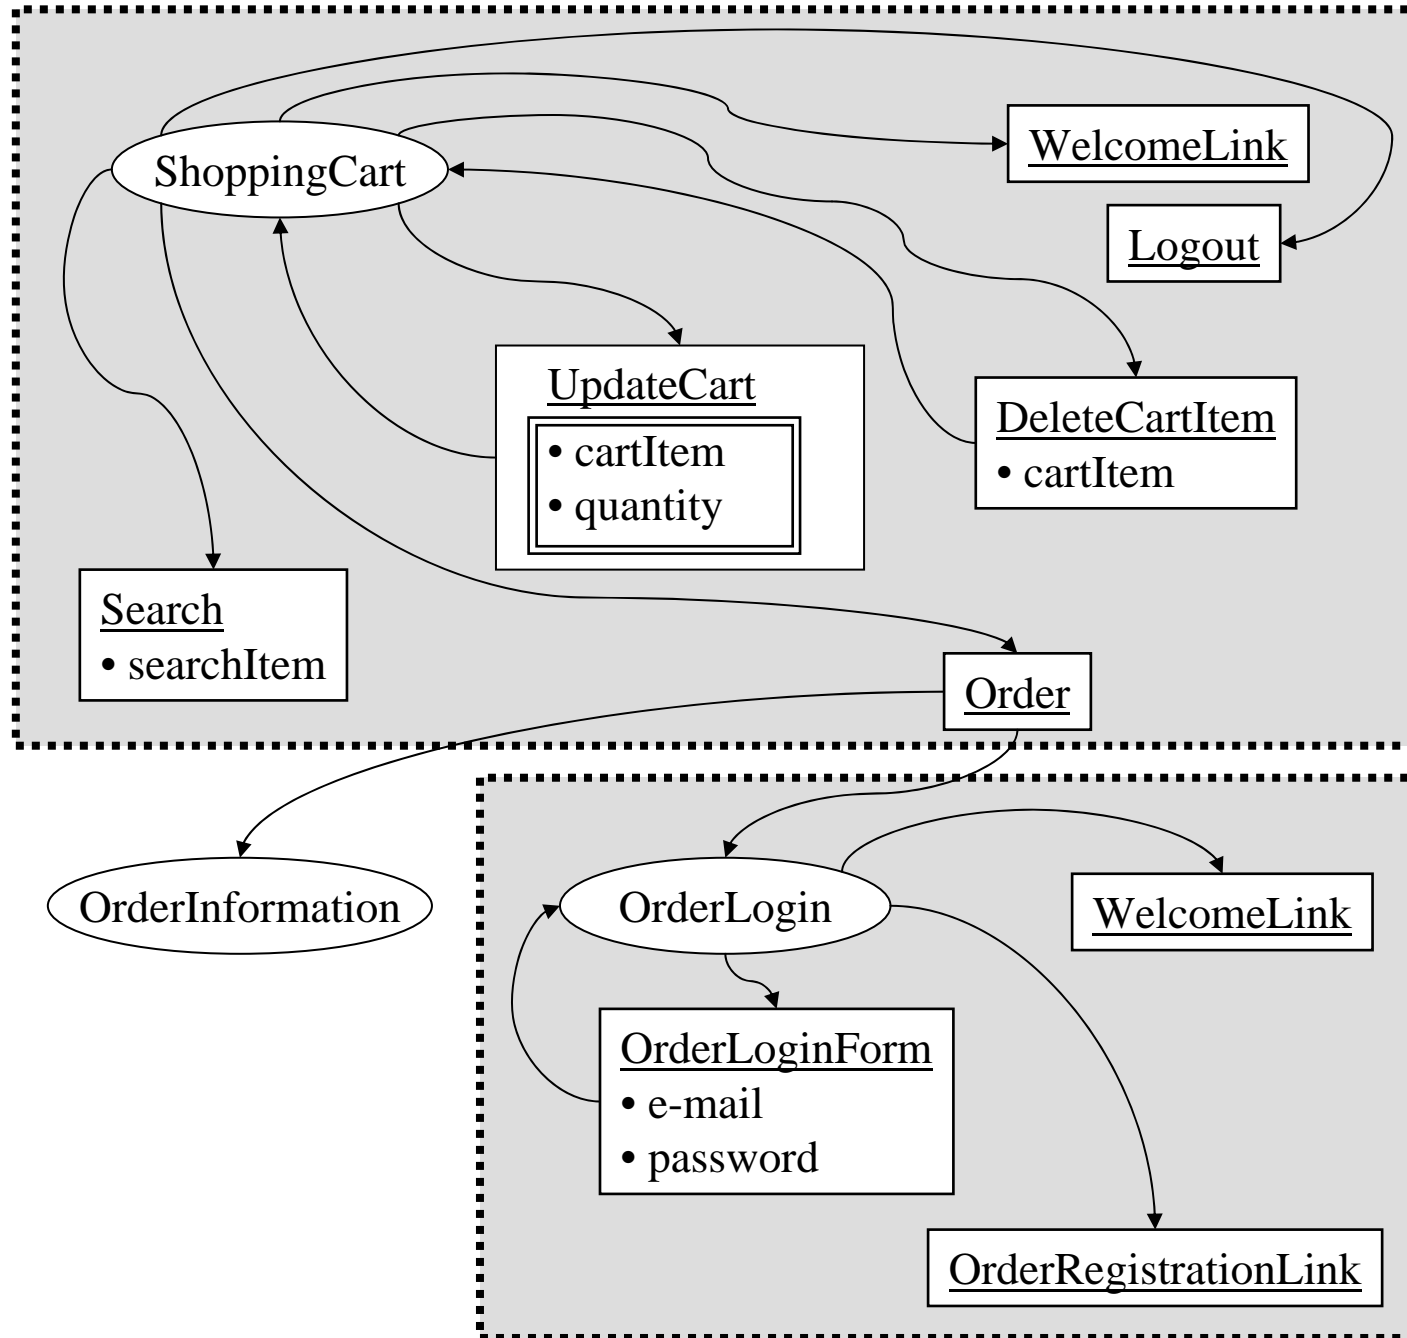 WelcomeLink
ShoppingCart
Logout
UpdateCart
• cartItem
• quantity
DeleteCartItem
• cartItem
Search
• searchItem
Order
OrderInformation
OrderLogin
WelcomeLink
OrderLoginForm
• e-mail
• password
OrderRegistrationLink